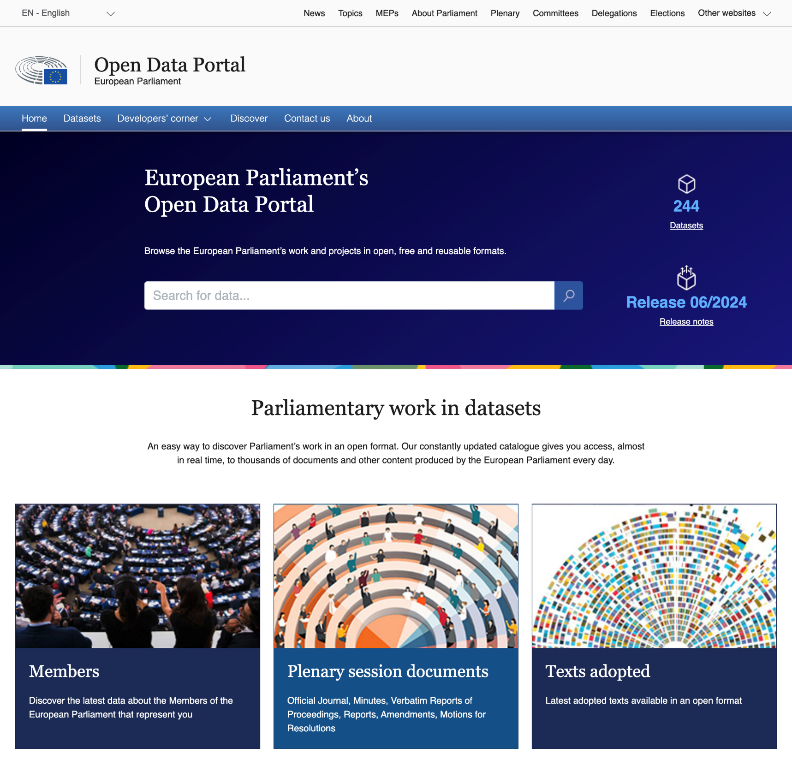 EN - English
News Topics MEPs About Parliament Plenary Committees Delegations Elections Other websites
Open Data Portal
European Parliament
Home Datasets Developers' corner Discover Contact us About
European Parliament's
Open Data Portal
Browse the European Parliament's work and projects in open, free and reusable formats.
Search for data...
244
Datasets
Release 06/2024
Release notes
Parliamentary work in datasets
An easy way to discover Parliament's work in an open format. Our constantly updated catalogue gives you access, almost
in real time, to thousands of documents and other content produced by the European Parliament every day.
Members
Discover the latest data about the Members of the
European Parliament that represent you
Plenary session documents
Official Journal, Minutes, Verbatim Reports of
Proceedings, Reports, Amendments, Motions for
Resolutions
Texts adopted
Latest adopted texts available in an open format